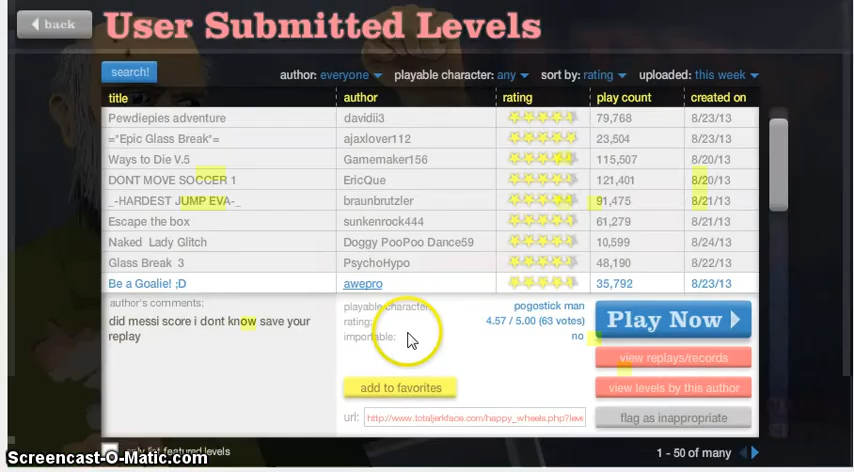 back
User Submitted Levels
search!
author: everyone playable character: any sort by: rating uploaded: this week
title author rating play count created on
Pewdiepies adventure davidii3 79,768 8/23/13
=*Epic Glass Break*= ajaxlover112 23,504 8/23/13
Ways to Die V.5 Gamemaker156 115,507 8/20/13
DONT MOVE SOCCER 1 EricQue 121,401 8/20/13
_-HARDEST JUMP EVA-_ braunbrutzler 91,475 8/21/13
Escape the box sunkenrock444 61,279 8/21/13
Naked Lady Glitch Doggy PooPoo Dance59 10,599 8/24/13
Glass Break 3 PsychoHypo 48,190 8/22/13
Be a Goalie! ;D awepro 35,792 8/23/13
author's comments:
did messi score i dont know save your
replay
playable character: pogostick man
rating: 4.57 / 5.00 (63 votes)
importable: no
add to favorites
url: http://www.totaljerkface.com/happy_wheels.php?leve
Play Now
view replays/records
view levels by this author
flag as inappropriate
only list featured levels
1 - 50 of many
Screencast-O-Matic.com